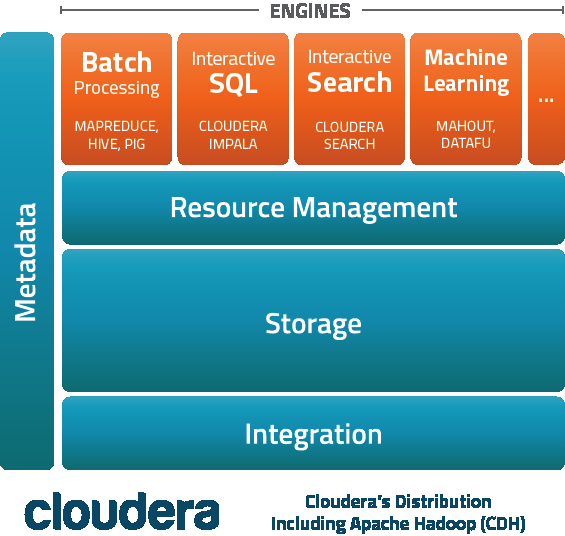 ENGINES
Batch
Processing
MAPREDUCE,
HIVE, PIG
Interactive
SQL
CLOUDERA
IMPALA
Interactive
Search
CLOUDERA
SEARCH
Machine
Learning
MAHOUT,
DATAFU
...
Metadata
Resource Management
Storage
Integration
cloudera
Cloudera's Distribution
Including Apache Hadoop (CDH)